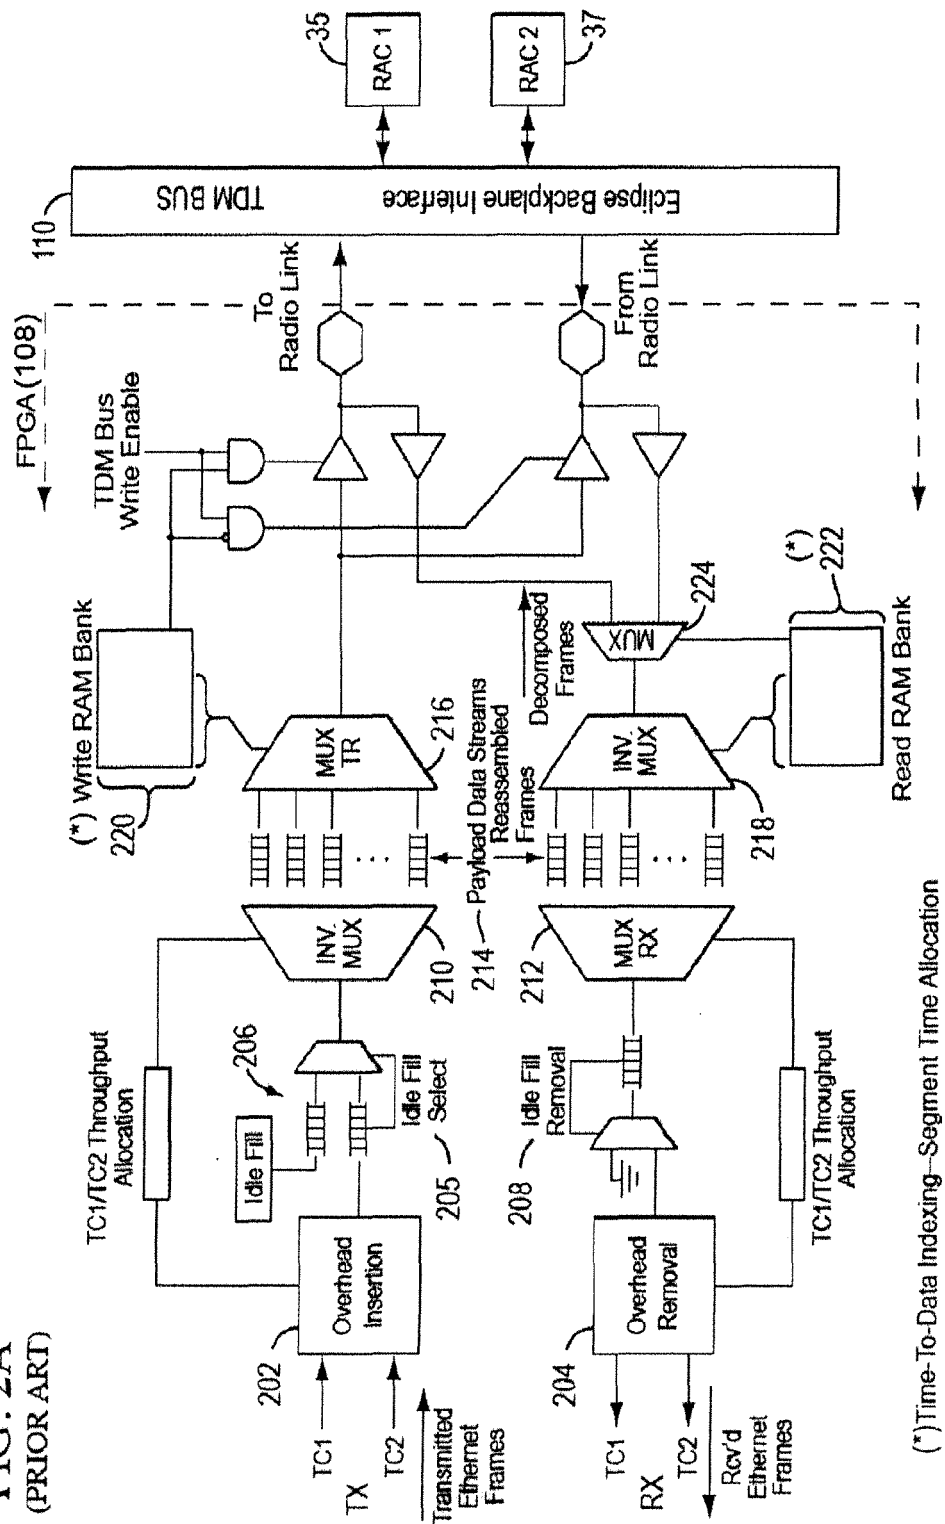 FIG. 2A
(PRIOR ART)
FPGA (108)
TDM Bus
Write Enable
To
Radio Link
From
Radio Link
110
TDM BUS
Eclipse Backplane Interface
35
RAC 1
RAC 2
37
(*) Write RAM Bank
220
MUX
TR
216
TC1/TC2 Throughput
Allocation
INV.
MUX
210
206
Idle Fill
Idle Fill
Select
205
Overhead
Insertion
202
TC1
TX
TC2
Transmitted
Ethernet
Frames
214
Payload Data Streams
Reassembled
Frames
Decomposed
Frames
MUX
224
(*)
222
Read RAM Bank
INV.
MUX
218
MUX
RX
212
Idle Fill
Removal
208
Overhead
Removal
204
TC1
RX
TC2
Rcv'd
Ethernet
Frames
TC1/TC2 Throughput
Allocation
(*)Time-To-Data Indexing--Segment Time Allocation